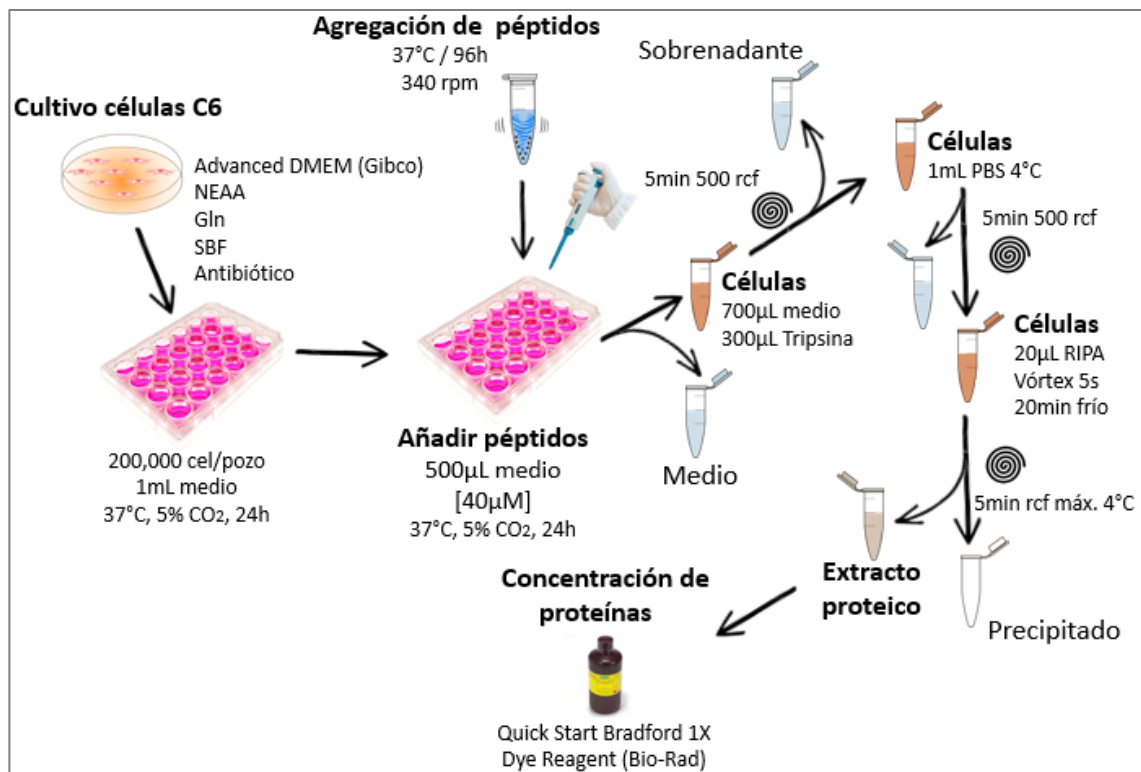 Agregación de péptidos
37°C / 96h
340 rpm
Cultivo células C6
Advanced DMEM (Gibco)
NEAA
Gln
SBF
Antibiótico
200,000 cel/pozo
1mL medio
37°C, 5% CO₂, 24h
Añadir péptidos
500µL medio
[40µM]
37°C, 5% CO₂, 24h
Medio
Células
700µL medio
300µL Tripsina
5min 500 rcf
Sobrenadante
Células
1mL PBS 4°C
5min 500 rcf
Células
20µL RIPA
Vórtex 5s
20min frío
5min rcf máx. 4°C
Extracto
proteico
Precipitado
Concentración de
proteínas
Quick Start Bradford 1X
Dye Reagent (Bio-Rad)